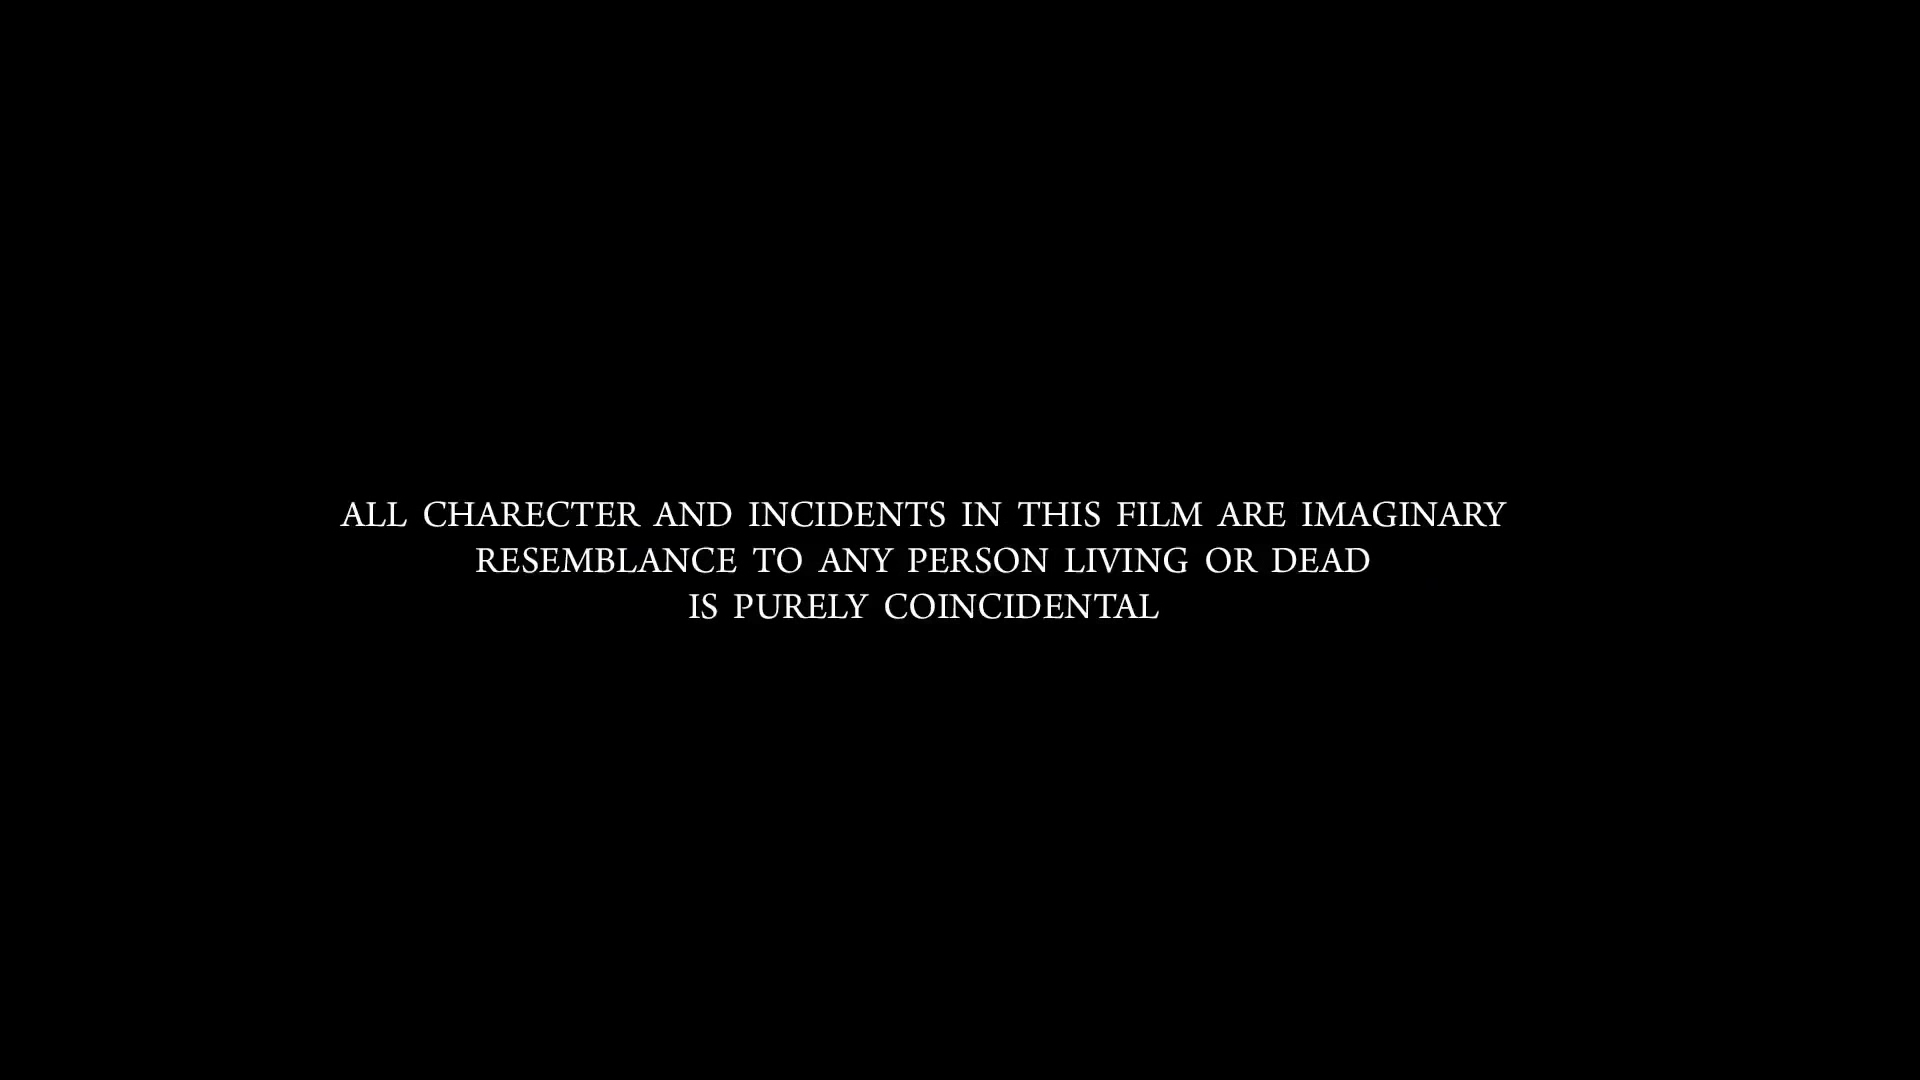 ALL CHARECTER AND INCIDENTS IN THIS FILM ARE IMAGINARY
RESEMBLANCE TO ANY PERSON LIVING OR DEAD
IS PURELY COINCIDENTAL